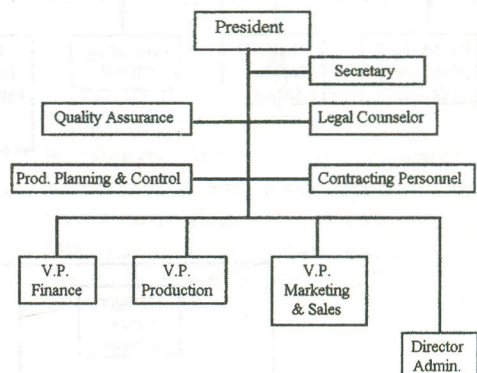 President
Secretary
Quality Assurance
Legal Counselor
Prod. Planning & Control
Contracting Personnel
V.P.
Finance
V.P.
Production
V.P.
Marketing
& Sales
Director
Admin.